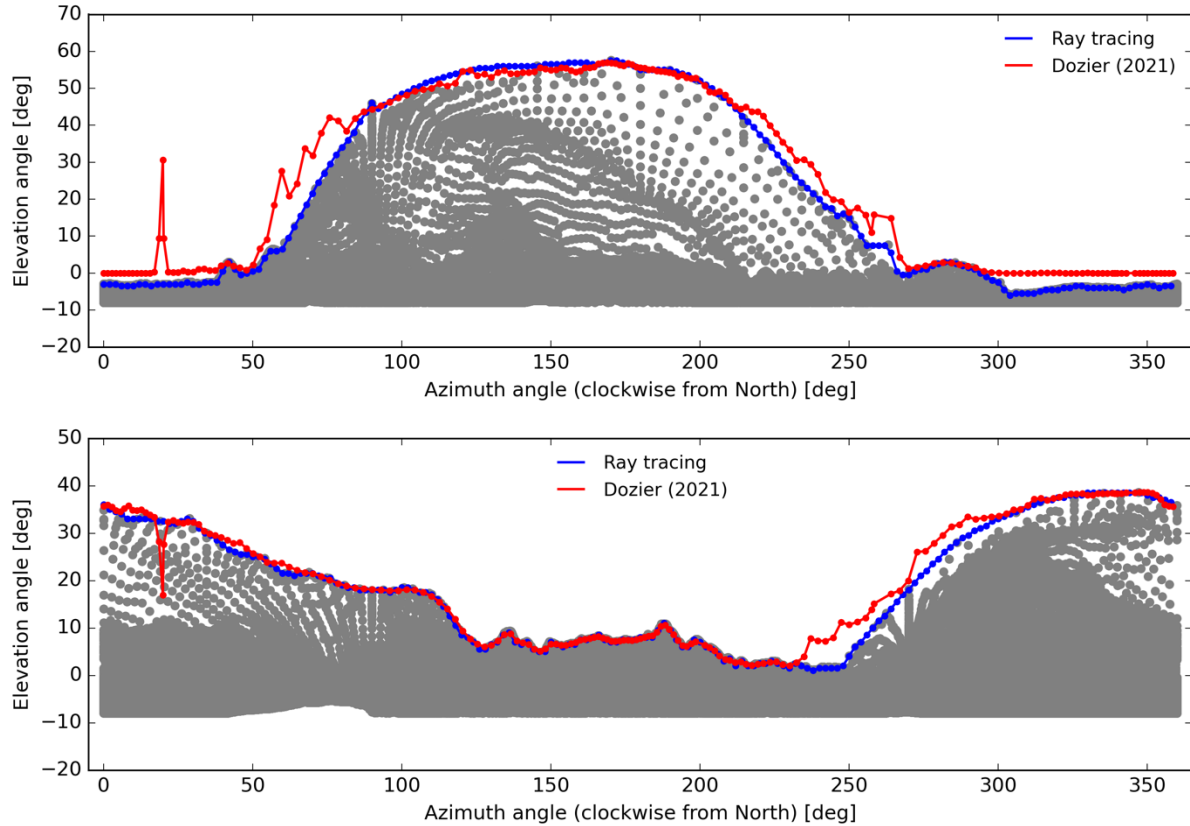 70
60
50
40
30
20
10
0
−10
−20
Elevation angle [deg]
Ray tracing
Dozier (2021)
0 50 100 150 200 250 300 350
Azimuth angle (clockwise from North) [deg]
50
40
30
20
10
0
−10
−20
Elevation angle [deg]
Ray tracing
Dozier (2021)
0 50 100 150 200 250 300 350
Azimuth angle (clockwise from North) [deg]